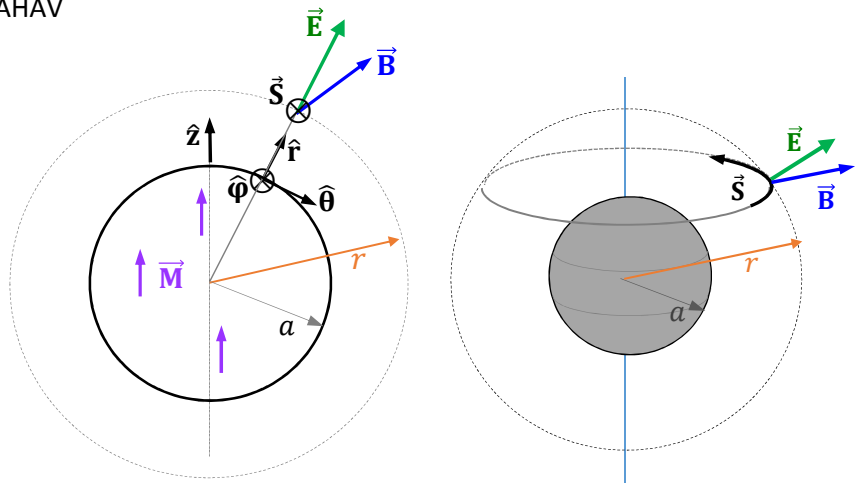 AHAV
E⃗
B⃗
S⃗
ẑ
r̂
φ̂
θ̂
M⃗
r
a
E⃗
S⃗
B⃗
r
a